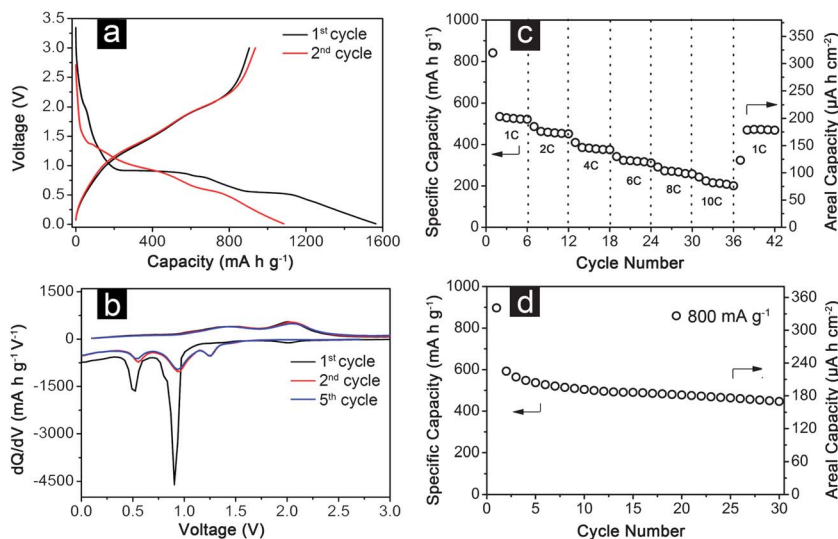 a
1st cycle
2nd cycle
Voltage (V)
3.5
3.0
2.5
2.0
1.5
1.0
0.5
0.0
0 400 800 1200 1600
Capacity (mA h g-1)
c
Specific Capacity (mA h g-1)
1000
800
600
400
200
0
1C
2C
4C
6C
8C
10C
1C
350
300
250
200
150
100
50
0
Areal Capacity (µA h cm-2)
0 6 12 18 24 30 36 42
Cycle Number
b
dQ/dV (mA h g-1 V-1)
1500
0
-1500
-3000
-4500
1st cycle
2nd cycle
5th cycle
0.0 0.5 1.0 1.5 2.0 2.5 3.0
Voltage (V)
d
800 mA g-1
Specific Capacity (mA h g-1)
1000
800
600
400
200
0
360
300
240
180
120
60
0
Areal Capacity (µA h cm-2)
0 5 10 15 20 25 30
Cycle Number